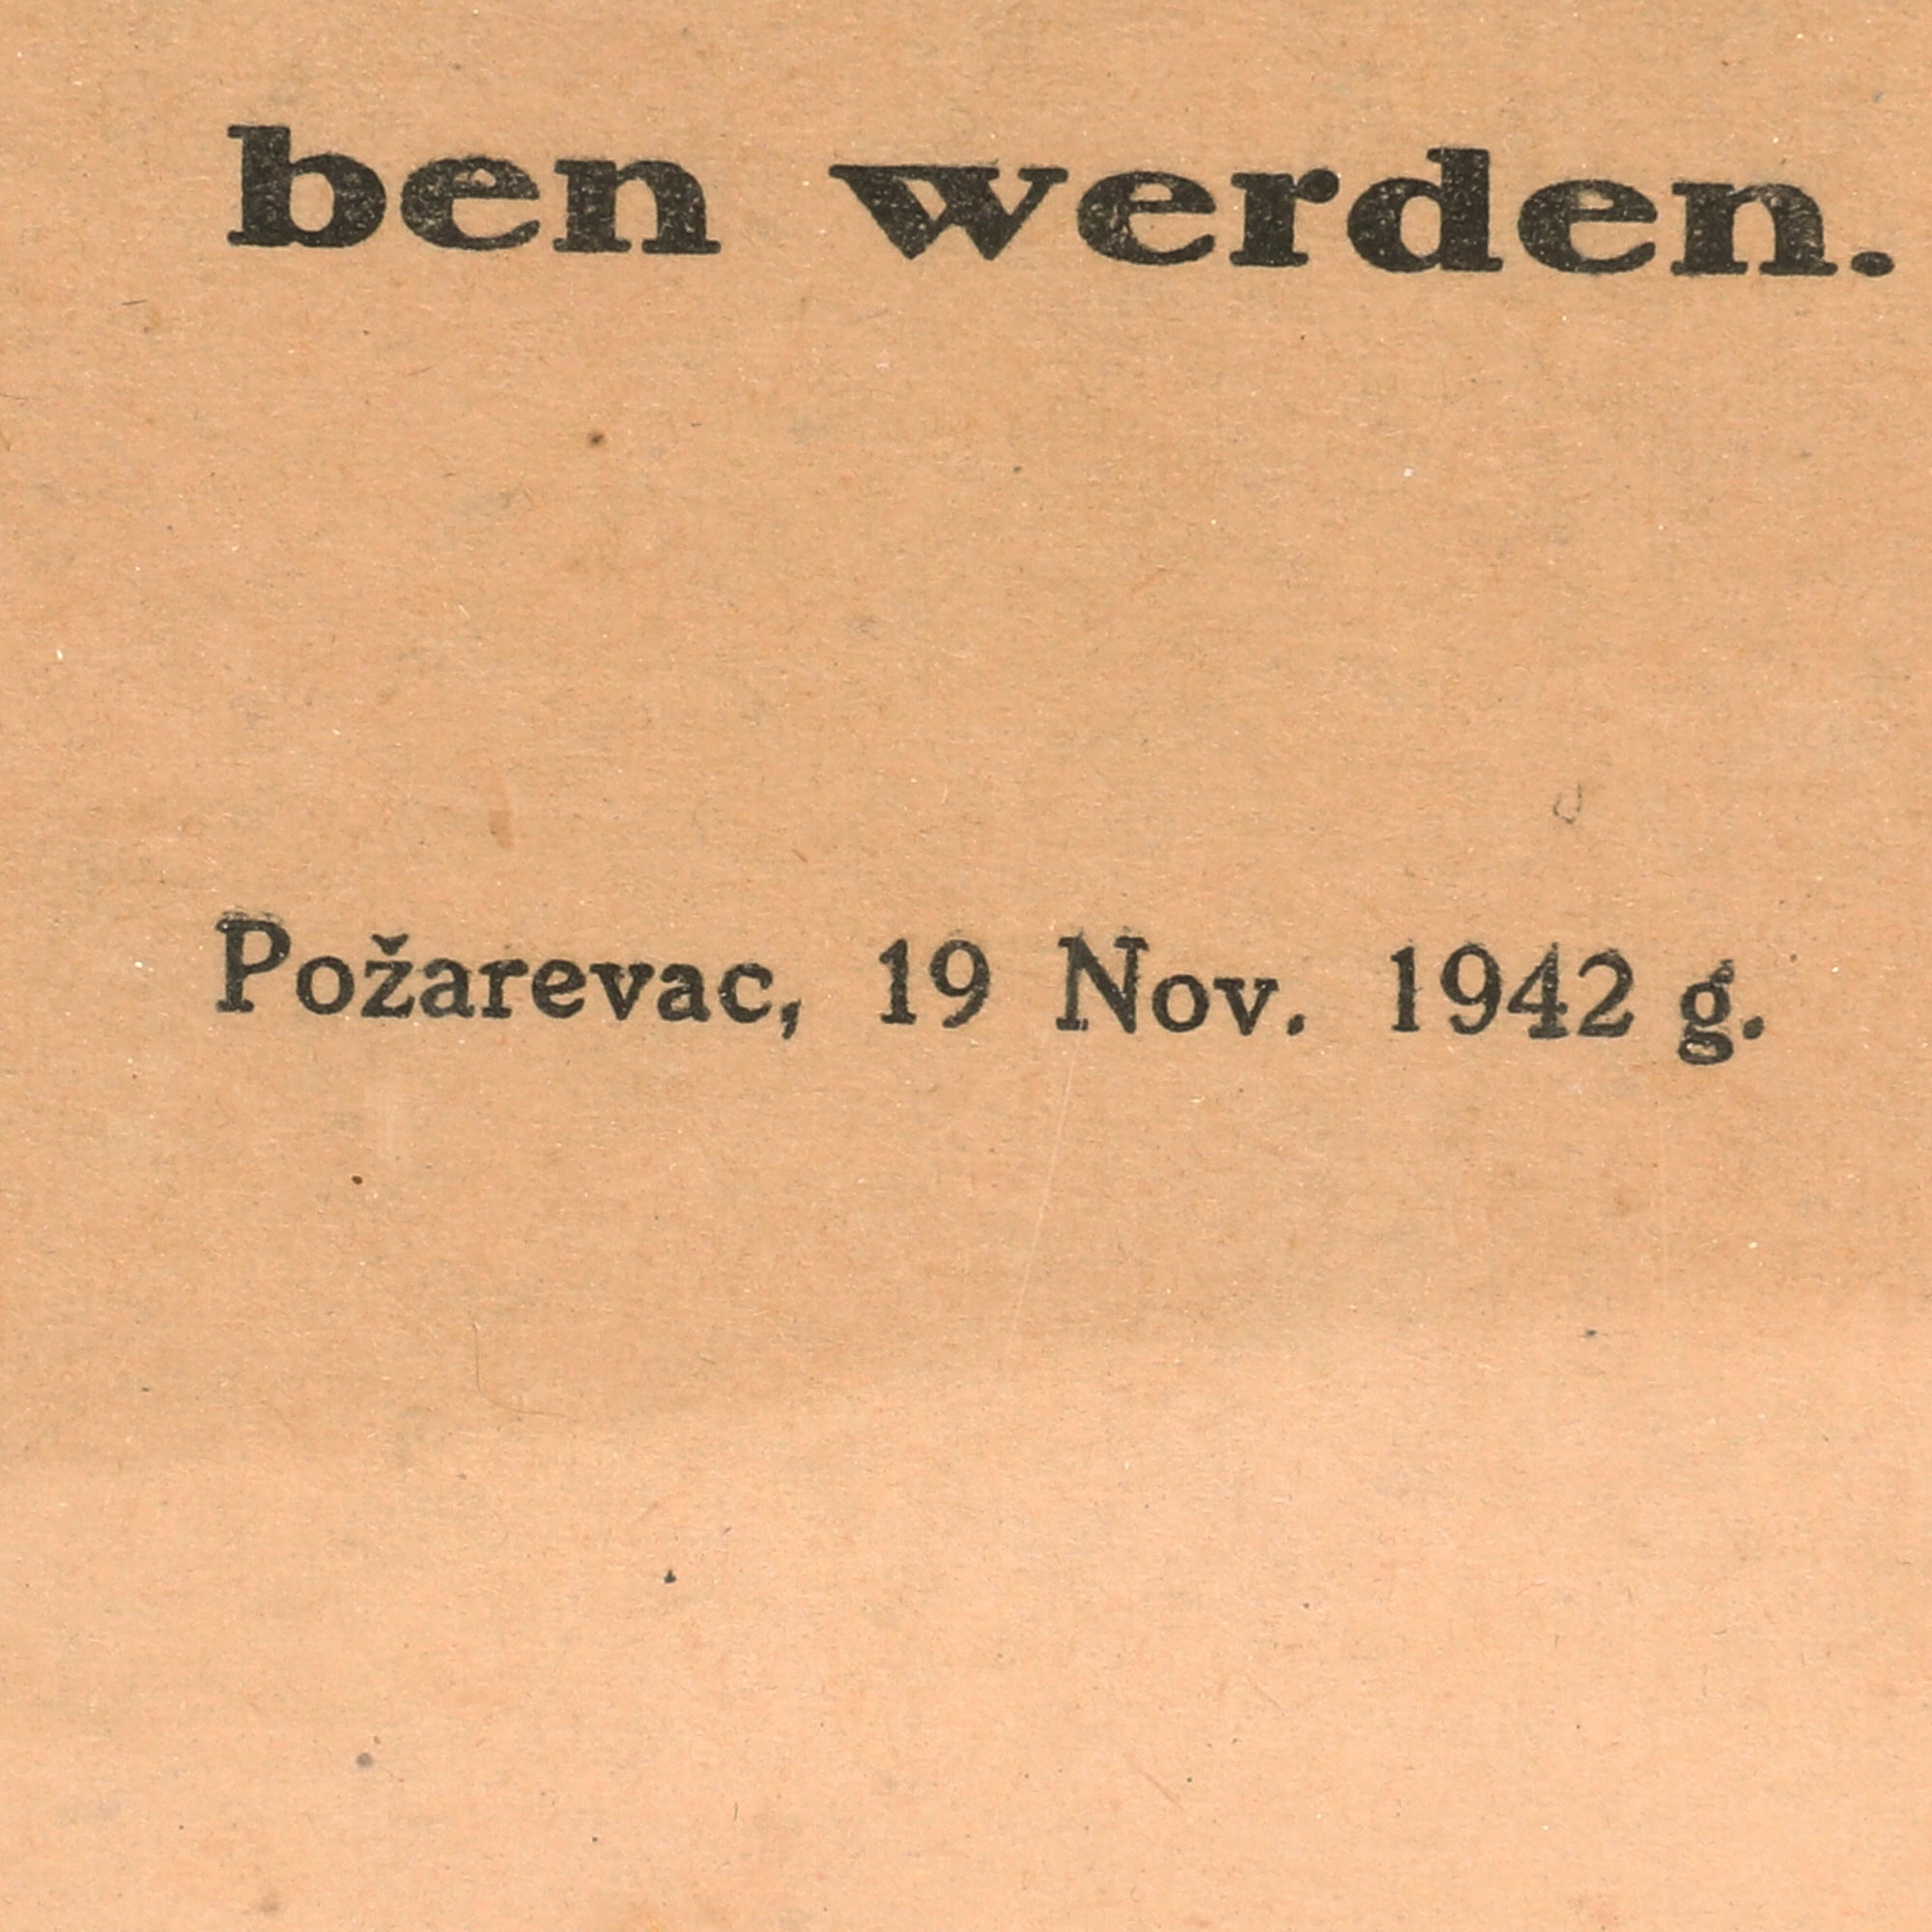 ben werden.
Požarevac, 19 Nov. 1942 g.